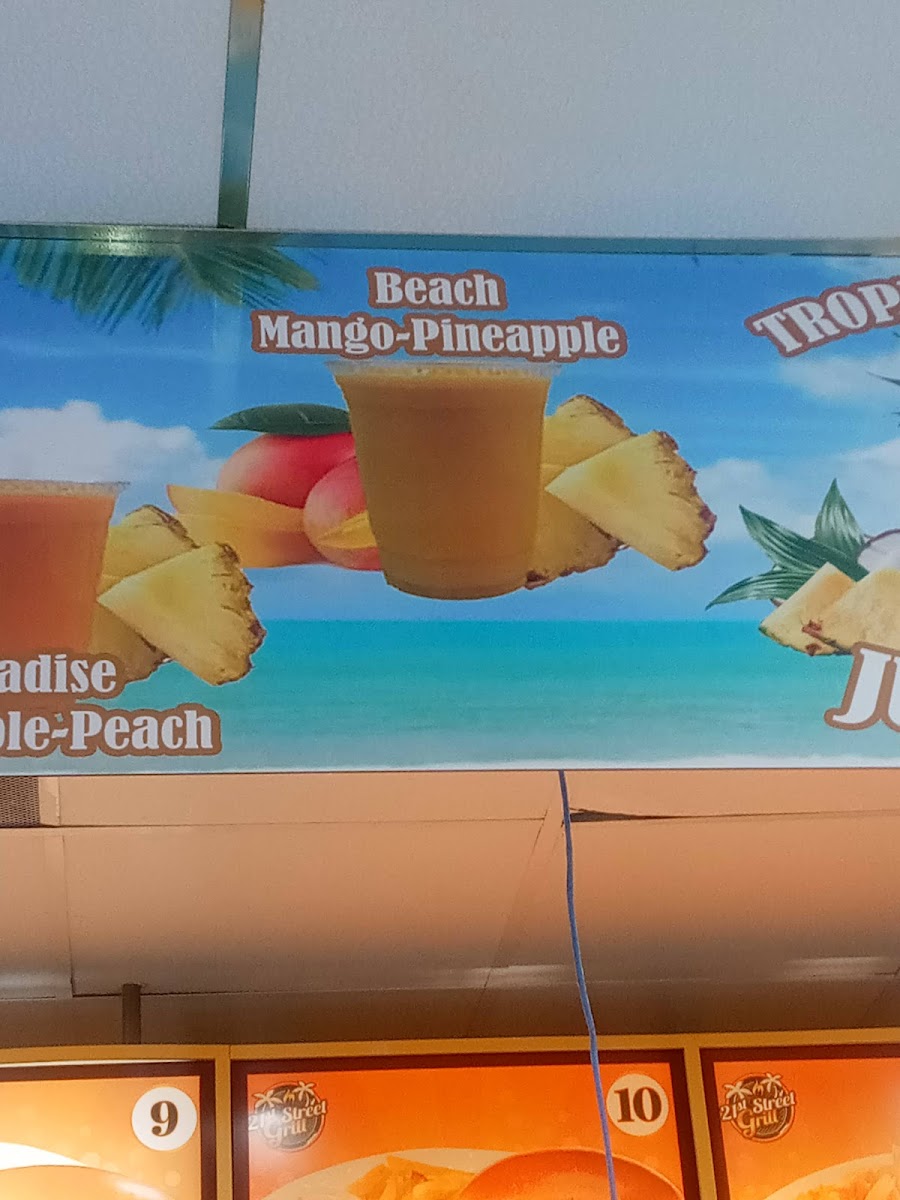 Beach
Mango-Pineapple
TROP
adise
ple-Peach
9
21st Street
Grill
10
21st Street
Grill